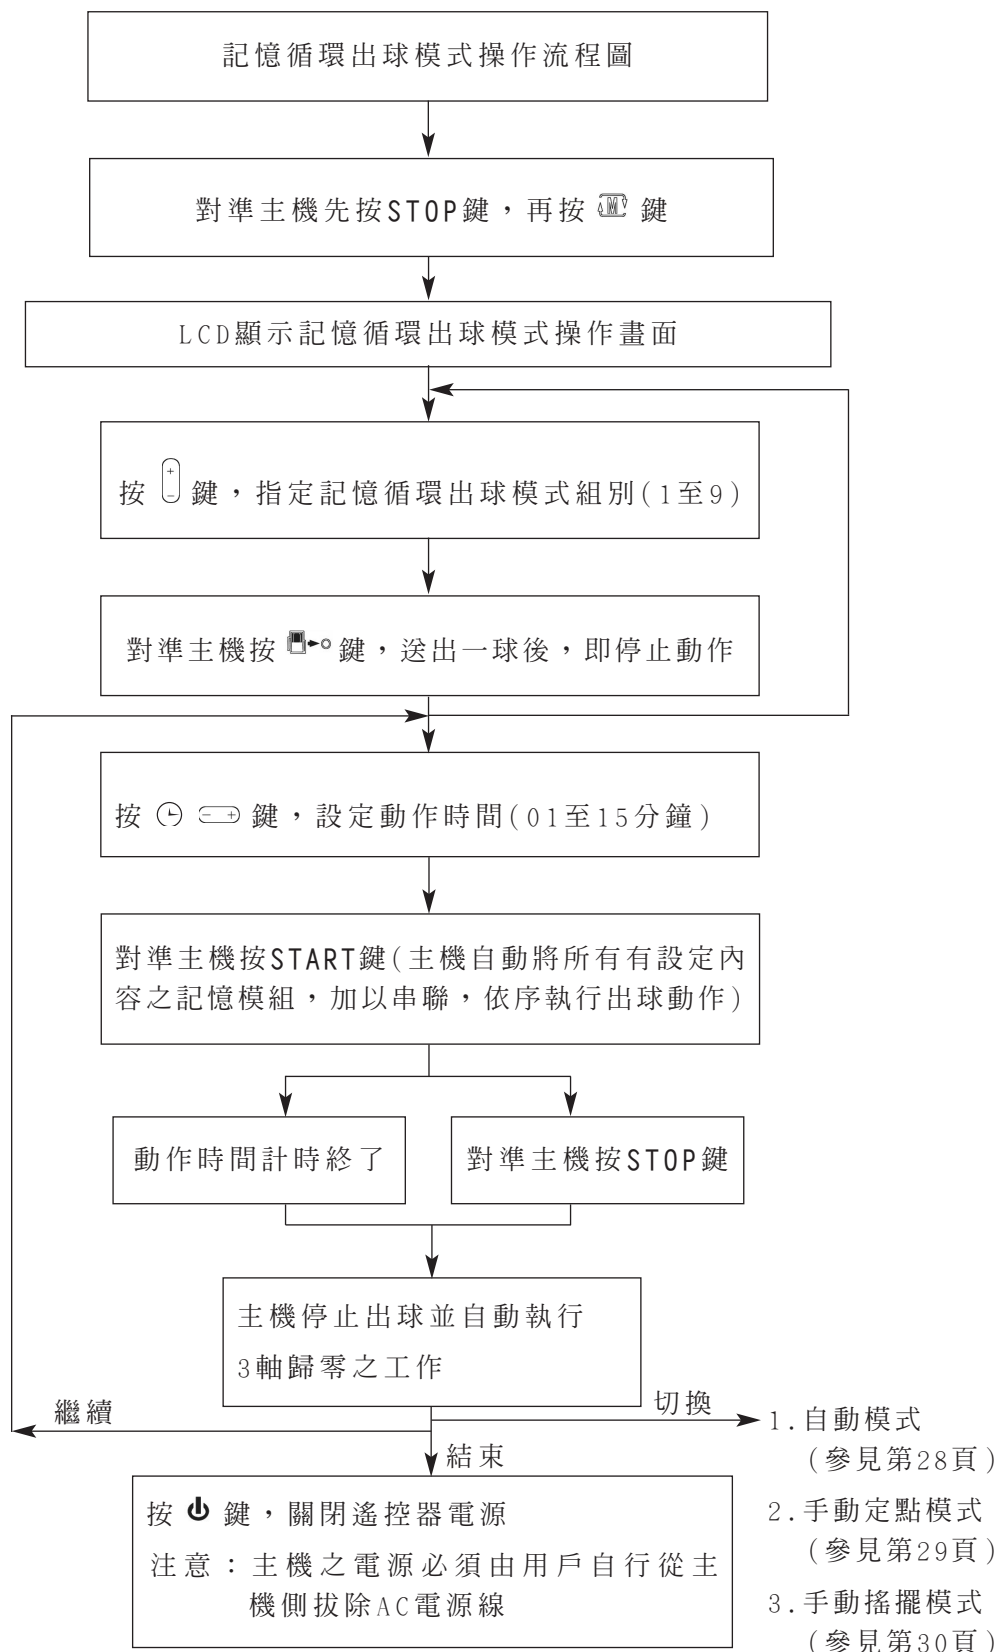 記憶循環出球模式操作流程圖
對準主機先按STOP鍵，再按 M 鍵
LCD顯示記憶循環出球模式操作畫面
按 + - 鍵，指定記憶循環出球模式組別(1至9)
對準主機按 鍵，送出一球後，即停止動作
按 - + 鍵，設定動作時間(01至15分鐘)
對準主機按START鍵(主機自動將所有有設定內
容之記憶模組，加以串聯，依序執行出球動作)
動作時間計時終了
對準主機按STOP鍵
主機停止出球並自動執行
3軸歸零之工作
繼續
切換
結束
1.自動模式
(參見第28頁)
2.手動定點模式
(參見第29頁)
3.手動搖擺模式
(參見第30頁)
按 鍵，關閉遙控器電源
注意：主機之電源必須由用戶自行從主
機側拔除AC電源線